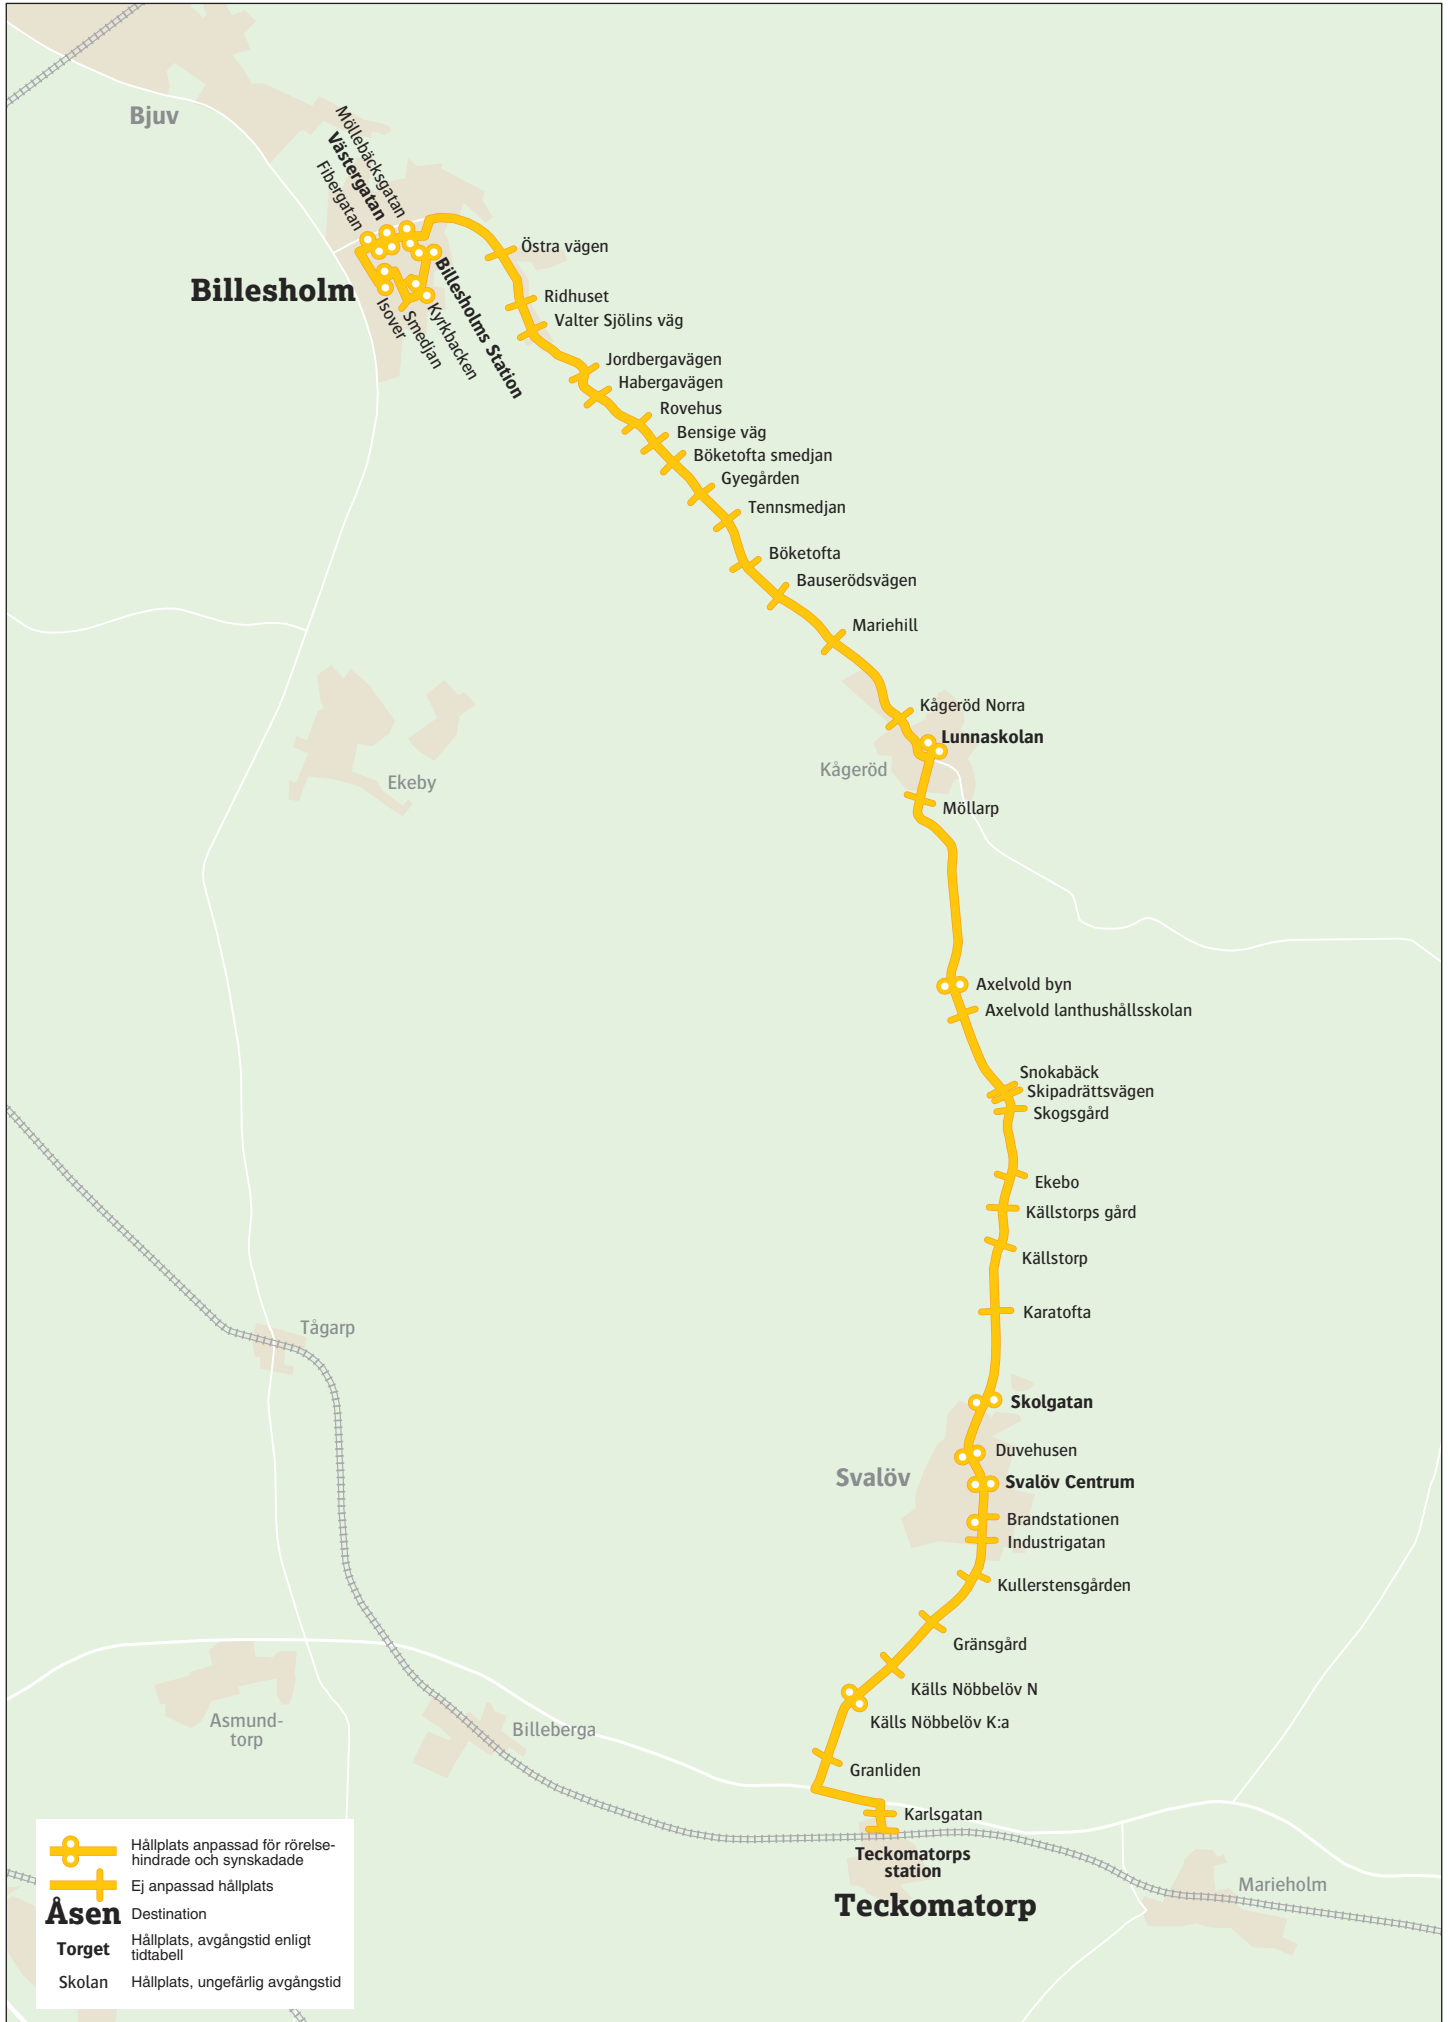 Bjuv
Möllebäcksgatan
Västergatan
Fibergatan
Billesholm
Isover
Smedjan
Kyrkbacken
Billesholms Station
Östra vägen
Ridhuset
Valter Sjölins väg
Jordbergavägen
Habergavägen
Rovehus
Bensige väg
Böketofta smedjan
Gyegården
Tennsmedjan
Böketofta
Bauserödsvägen
Mariehill
Kågeröd Norra
Lunnaskolan
Kågeröd
Ekeby
Möllarp
Axelvold byn
Axelvold lanthushållsskolan
Snokabäck
Skipadrättsvägen
Skogsgård
Ekebo
Källstorps gård
Källstorp
Karatofta
Tågarp
Skolgatan
Duvehusen
Svalöv
Svalöv Centrum
Brandstationen
Industrigatan
Kullerstensgården
Gränsgård
Källs Nöbbelöv N
Källs Nöbbelöv K:a
Asmund-
torp
Billeberga
Granliden
Karlsgatan
Teckomatorps
station
Teckomatorp
Marieholm
Hållplats anpassad för rörelse-
hindrade och synskadade
Ej anpassad hållplats
Åsen Destination
Torget Hållplats, avgångstid enligt
tidtabell
Skolan Hållplats, ungefärlig avgångstid